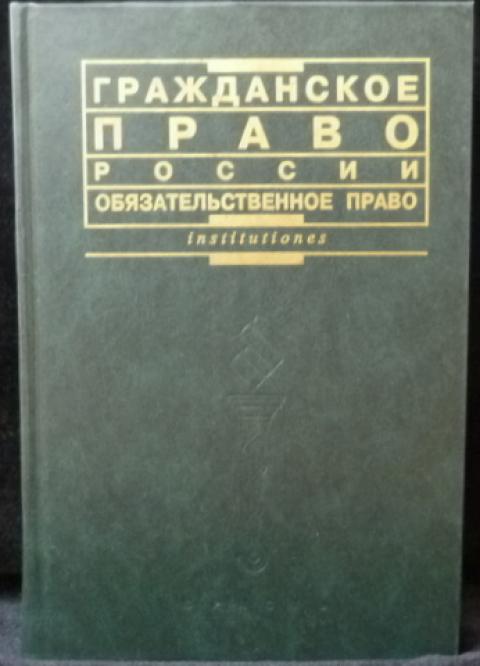 ГРАЖДАНСКОЕ
ПРАВО
РОССИИ
ОБЯЗАТЕЛЬСТВЕННОЕ ПРАВО
institutiones